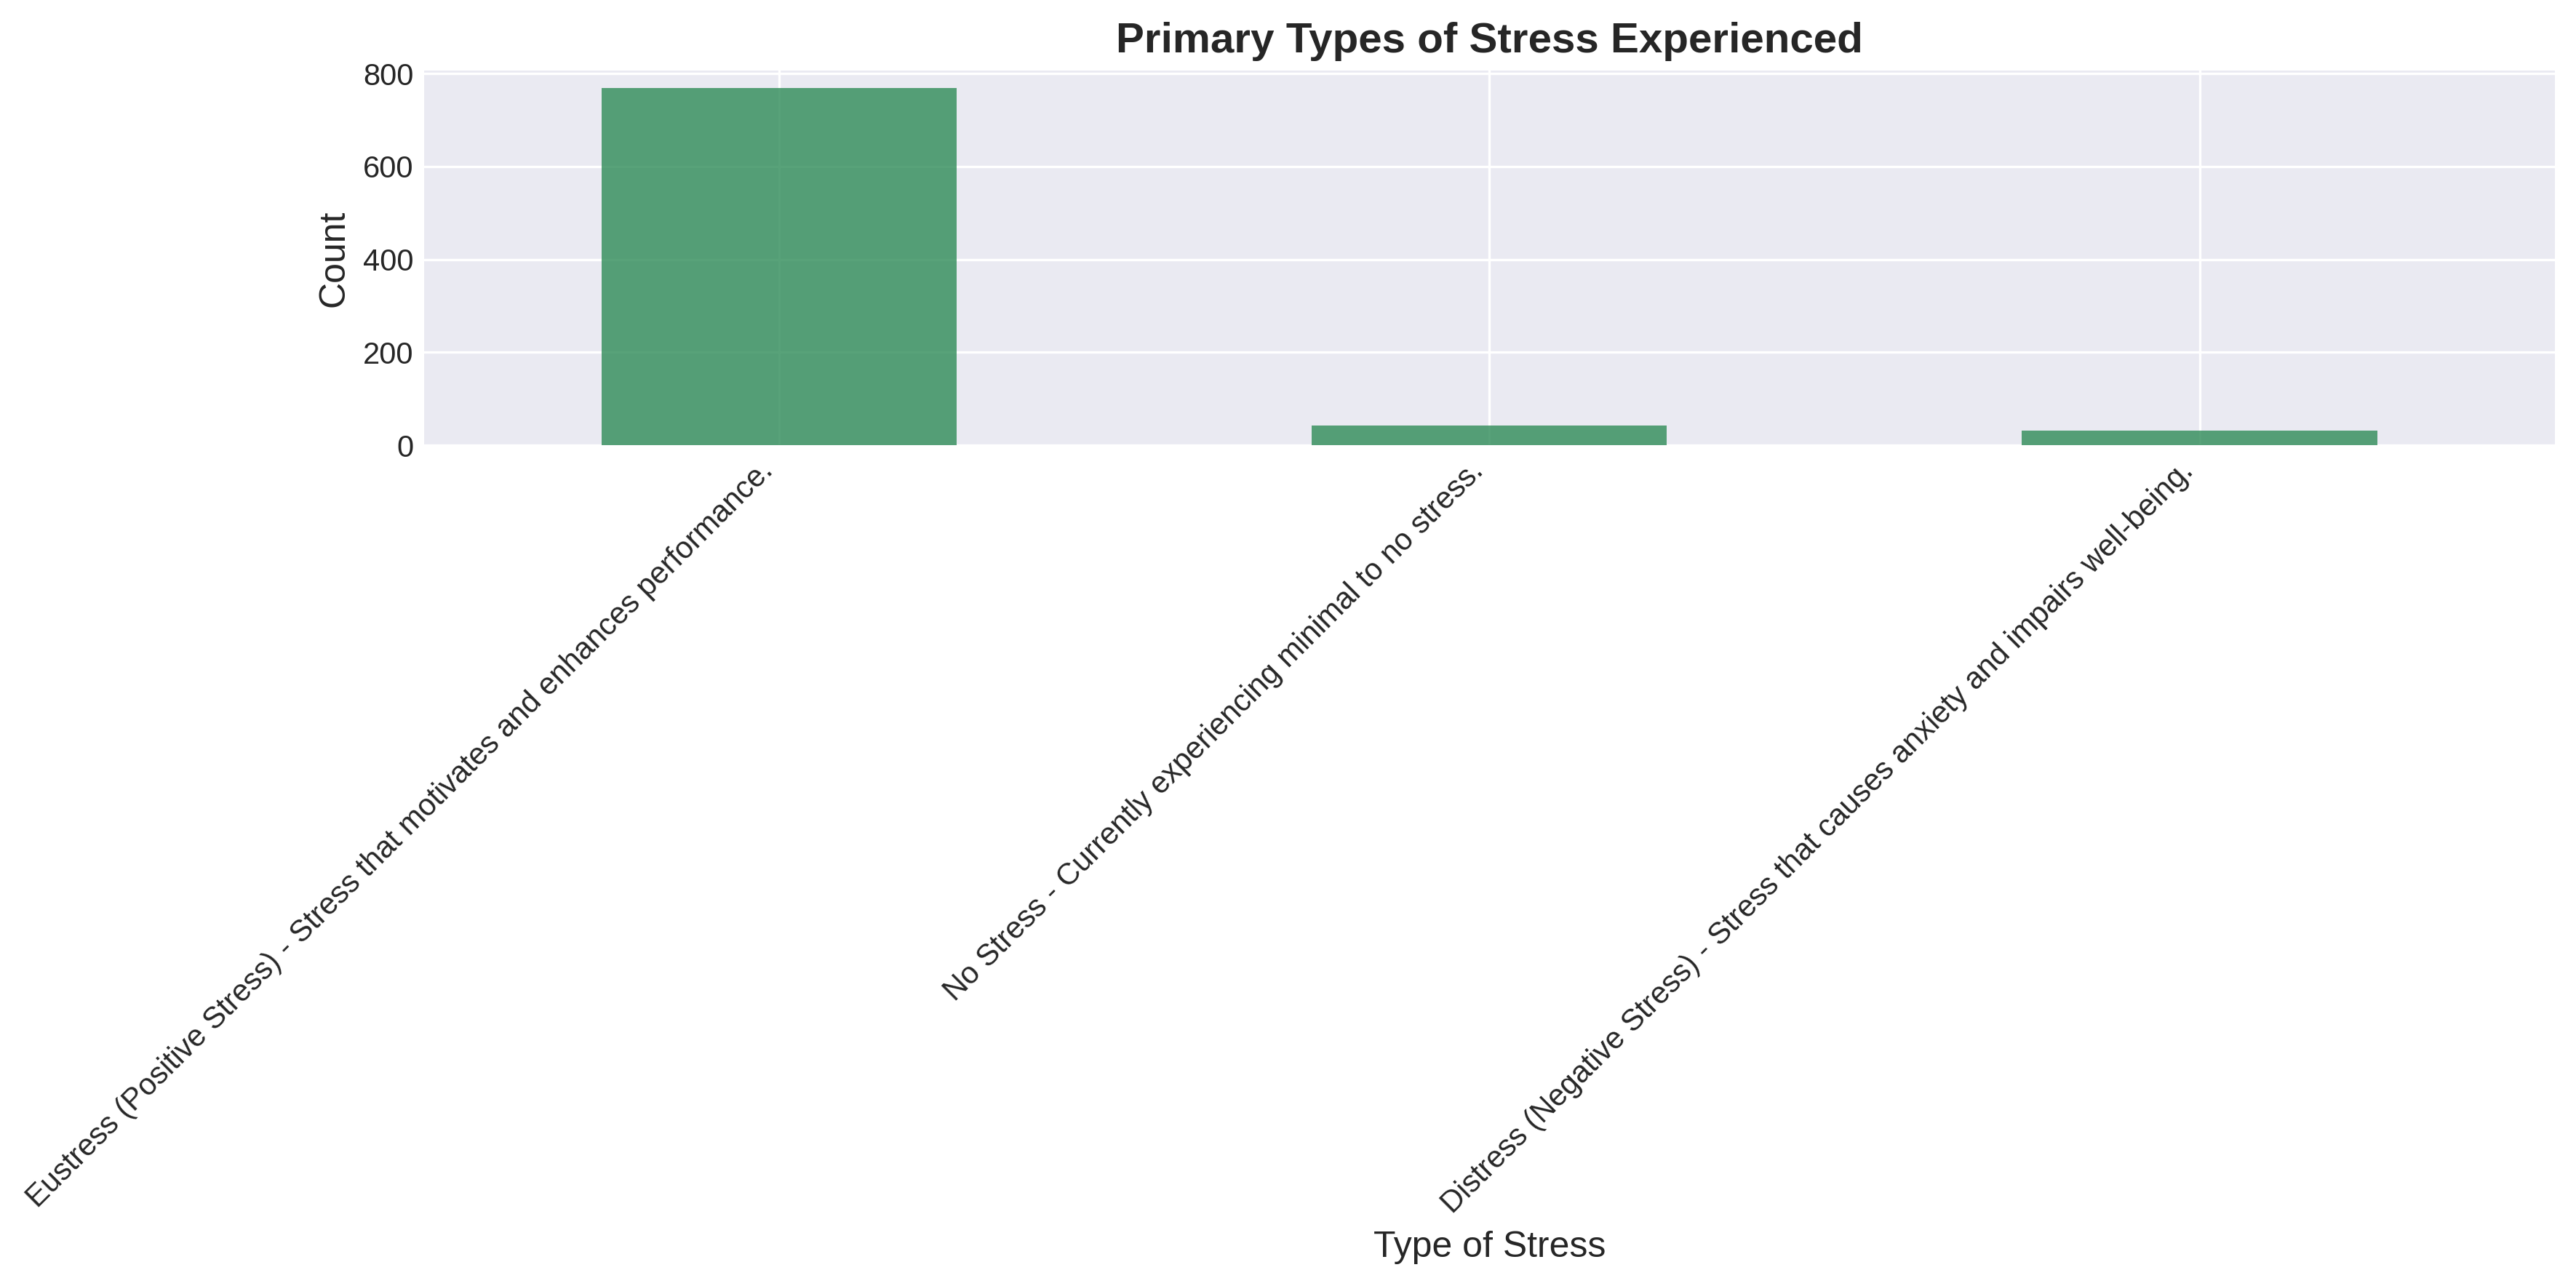 Primary Types of Stress Experienced
800
600
400
200
0
Count
Eustress (Positive Stress) - Stress that motivates and enhances performance.
No Stress - Currently experiencing minimal to no stress.
Distress (Negative Stress) - Stress that causes anxiety and impairs well-being.
Type of Stress